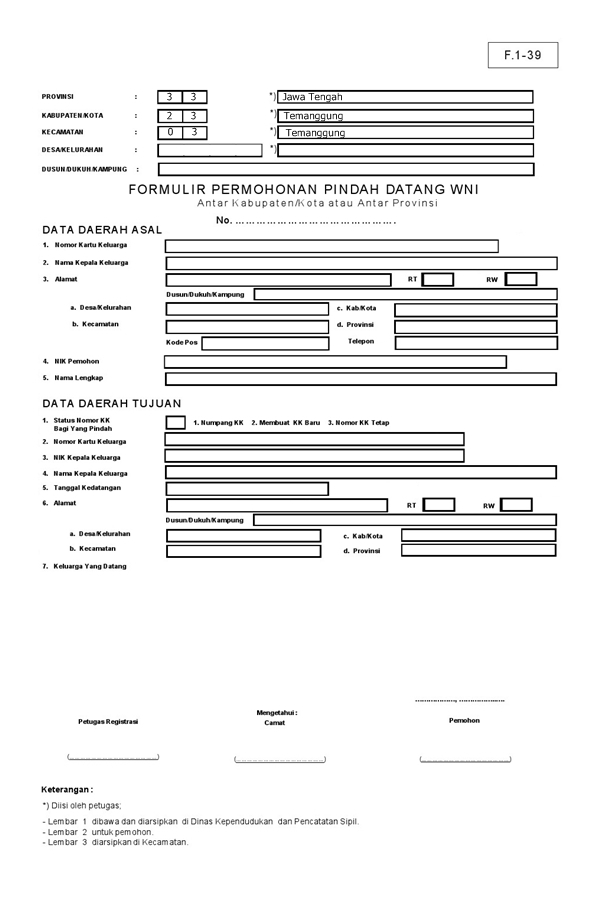 F.1-39
PROVINSI : 3 3 *) Jawa Tengah
KABUPATEN/KOTA : 2 3 *) Temanggung
KECAMATAN : 0 3 *) Temanggung
DESA/KELURAHAN : *)
DUSUN/DUKUH/KAMPUNG :
FORMULIR PERMOHONAN PINDAH DATANG WNI
Antar Kabupaten/Kota atau Antar Provinsi
No. ................................................
DATA DAERAH ASAL
1. Nomor Kartu Keluarga
2. Nama Kepala Keluarga
3. Alamat RT RW
Dusun/Dukuh/Kampung
a. Desa/Kelurahan c. Kab/Kota
b. Kecamatan d. Provinsi
Kode Pos Telepon
4. NIK Pemohon
5. Nama Lengkap
DATA DAERAH TUJUAN
1. Status Nomor KK
Bagi Yang Pindah 1. Numpang KK 2. Membuat KK Baru 3. Nomor KK Tetap
2. Nomor Kartu Keluarga
3. NIK Kepala Keluarga
4. Nama Kepala Keluarga
5. Tanggal Kedatangan
6. Alamat RT RW
Dusun/Dukuh/Kampung
a. Desa/Kelurahan c. Kab/Kota
b. Kecamatan d. Provinsi
7. Keluarga Yang Datang
..................., ......................
Mengetahui :
Petugas Registrasi Camat Pemohon
(...............................) (...............................) (...............................)
Keterangan :
*) Diisi oleh petugas;
- Lembar 1 dibawa dan diarsipkan di Dinas Kependudukan dan Pencatatan Sipil.
- Lembar 2 untuk pemohon.
- Lembar 3 diarsipkan di Kecamatan.